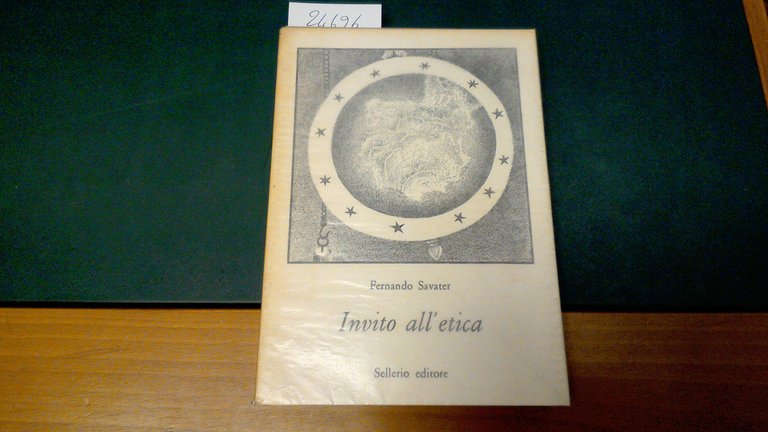 24696
Fernando Savater
Invito all'etica
Sellerio editore